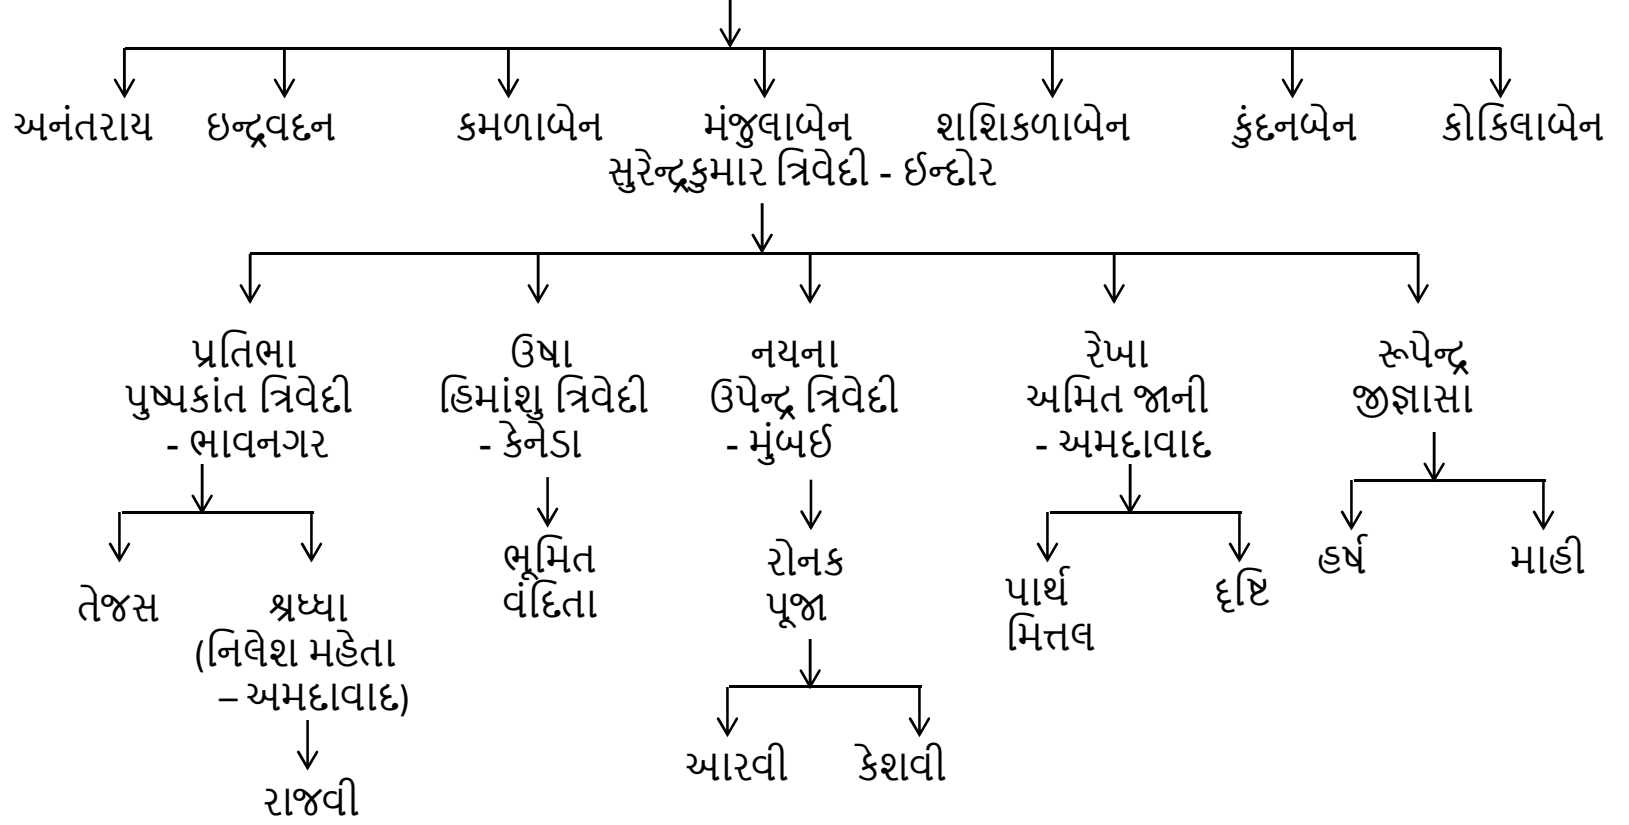 અનંતરાય ઇન્દ્રવદન કમળાબેન મંજુલાબેન શશિકળાબેન કુંદનબેન કોકિલાબેન
સુરેન્દ્રકુમાર ત્રિવેદી - ઈન્દોર
પ્રતિભા ઉષા નયના રેખા રૂપેન્દ્ર
પુષ્પકાંત ત્રિવેદી હિમાંશુ ત્રિવેદી ઉપેન્દ્ર ત્રિવેદી અમિત જાની જીજ્ઞાસા
- ભાવનગર - કેનેડા - મુંબઈ - અમદાવાદ
ભૂમિત રોનક હર્ષ માહી
તેજસ શ્રધ્ધા વંદિતા પૂજા પાર્થ દૃષ્ટિ
(નિલેશ મહેતા મિત્તલ
– અમદાવાદ)
આરવી કેશવી
રાજવી